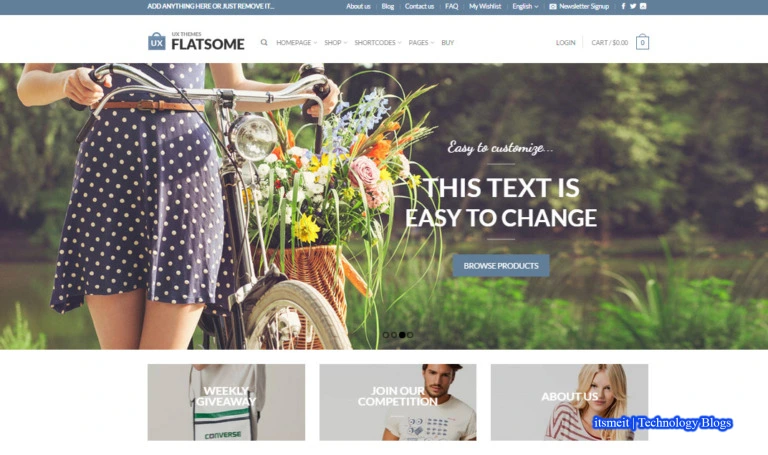 ADD ANYTHING HERE OR JUST REMOVE IT...
About us
Blog
Contact us
FAQ
My Wishlist
English
Newsletter Signup
UX
UX THEMES
FLATSOME
HOMEPAGE
SHOP
SHORTCODES
PAGES
BUY
LOGIN
CART / $0.00
0
Easy to customize...
THIS TEXT IS
EASY TO CHANGE
BROWSE PRODUCTS
WEEKLY
GIVEAWAY
CONVERSE
JOIN OUR
COMPETITION
ABOUT US
itsmeit | Technology Blogs